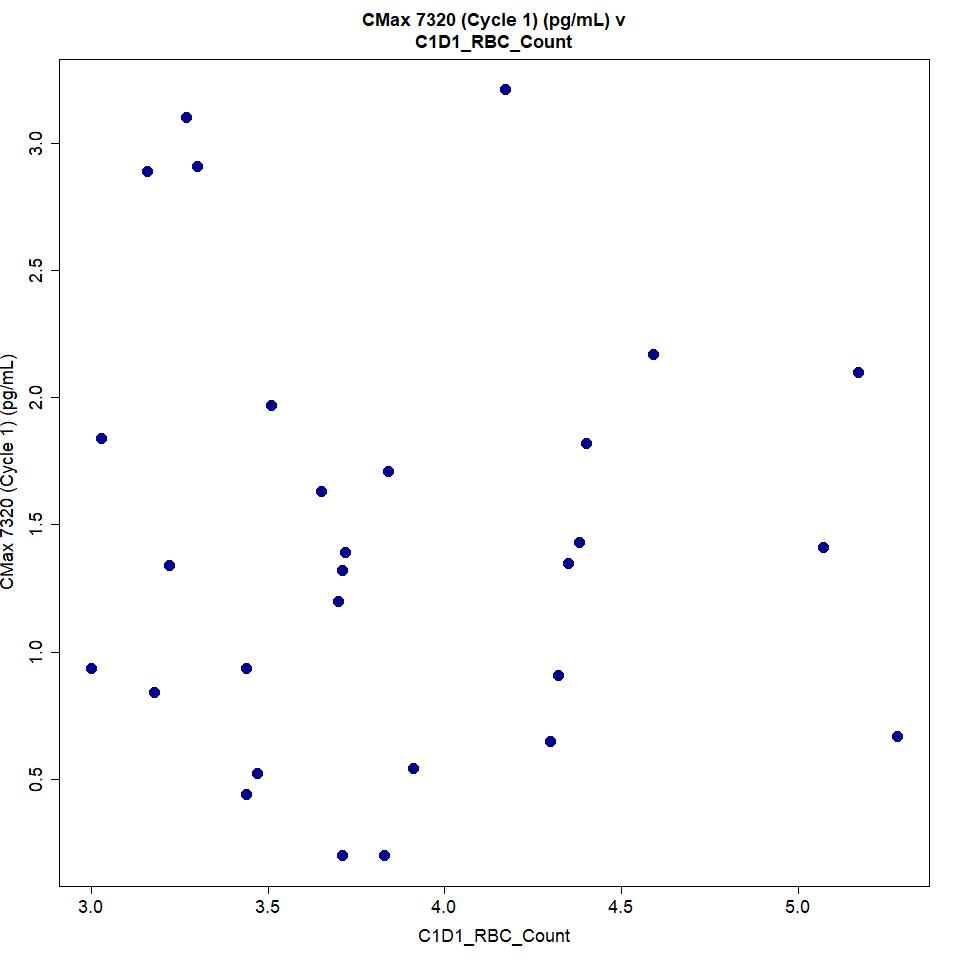 CMax 7320 (Cycle 1) (pg/mL) v
C1D1_RBC_Count
3.0
2.5
2.0
1.5
1.0
0.5
CMax 7320 (Cycle 1) (pg/mL)
3.0 3.5 4.0 4.5 5.0
C1D1_RBC_Count